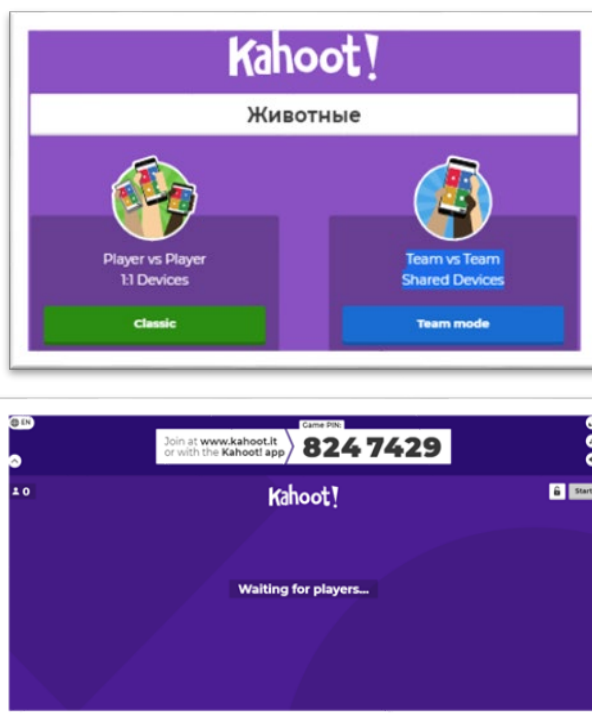 Kahoot!
Животные
Player vs Player
1:1 Devices
Classic
Team vs Team
Shared Devices
Team mode
EN
Join at www.kahoot.it
or with the Kahoot! app
Game PIN:
824 7429
0
Kahoot!
Start
Waiting for players...